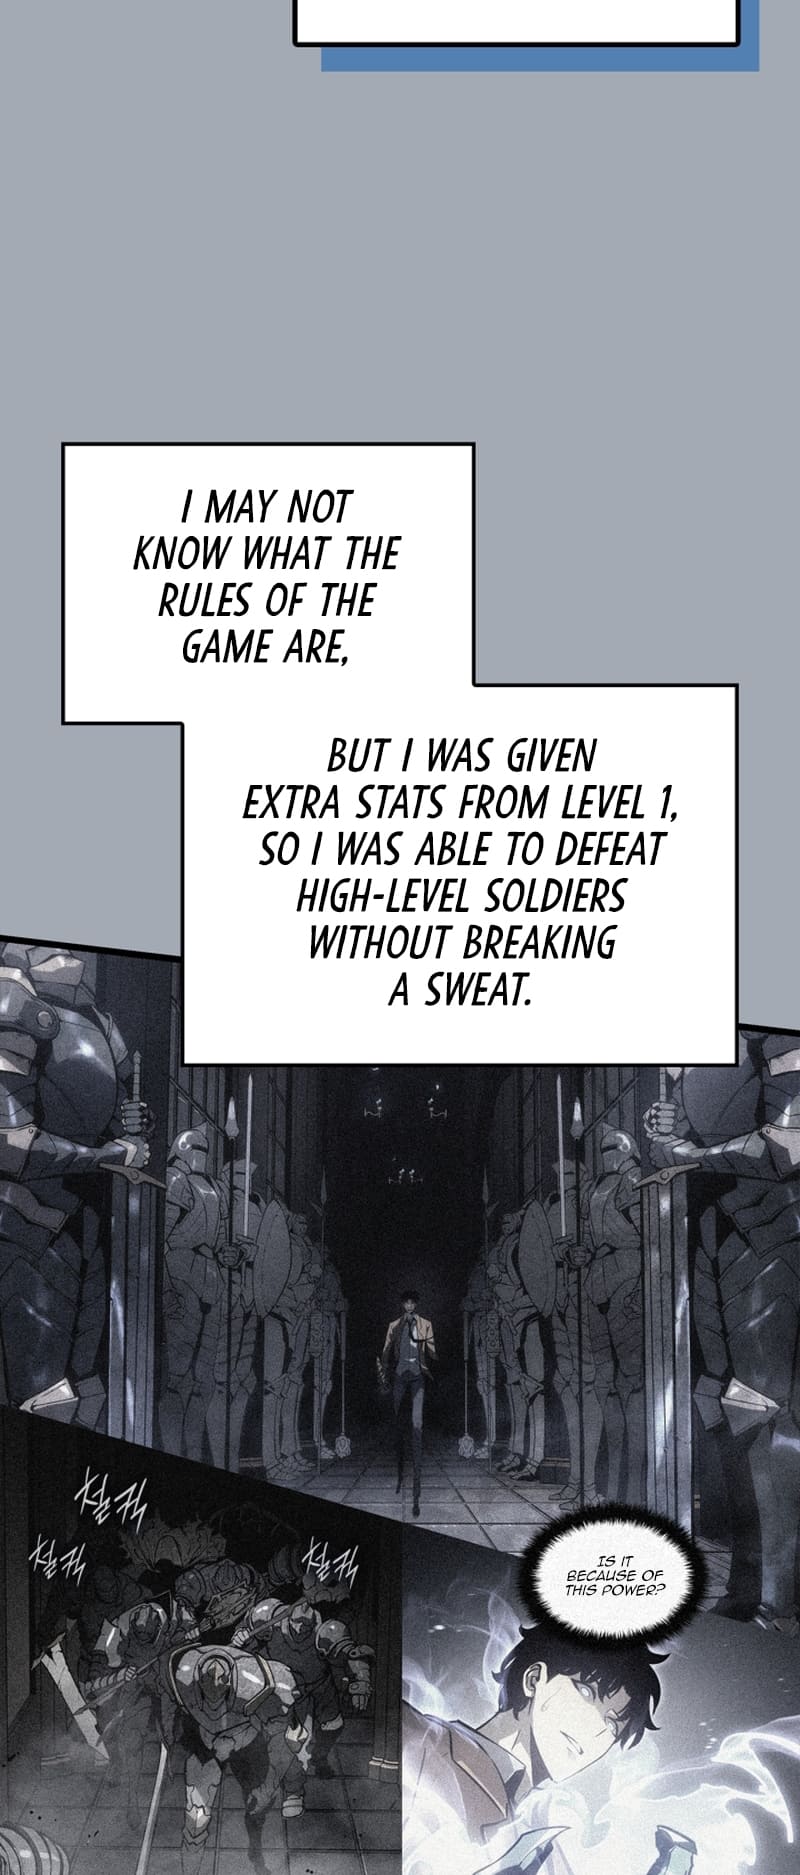 I MAY NOT
KNOW WHAT THE
RULES OF THE
GAME ARE,
BUT I WAS GIVEN
EXTRA STATS FROM LEVEL 1,
SO I WAS ABLE TO DEFEAT
HIGH-LEVEL SOLDIERS
WITHOUT BREAKING
A SWEAT.
철컥
철컥
철컥
IS IT
BECAUSE OF
THIS POWER?